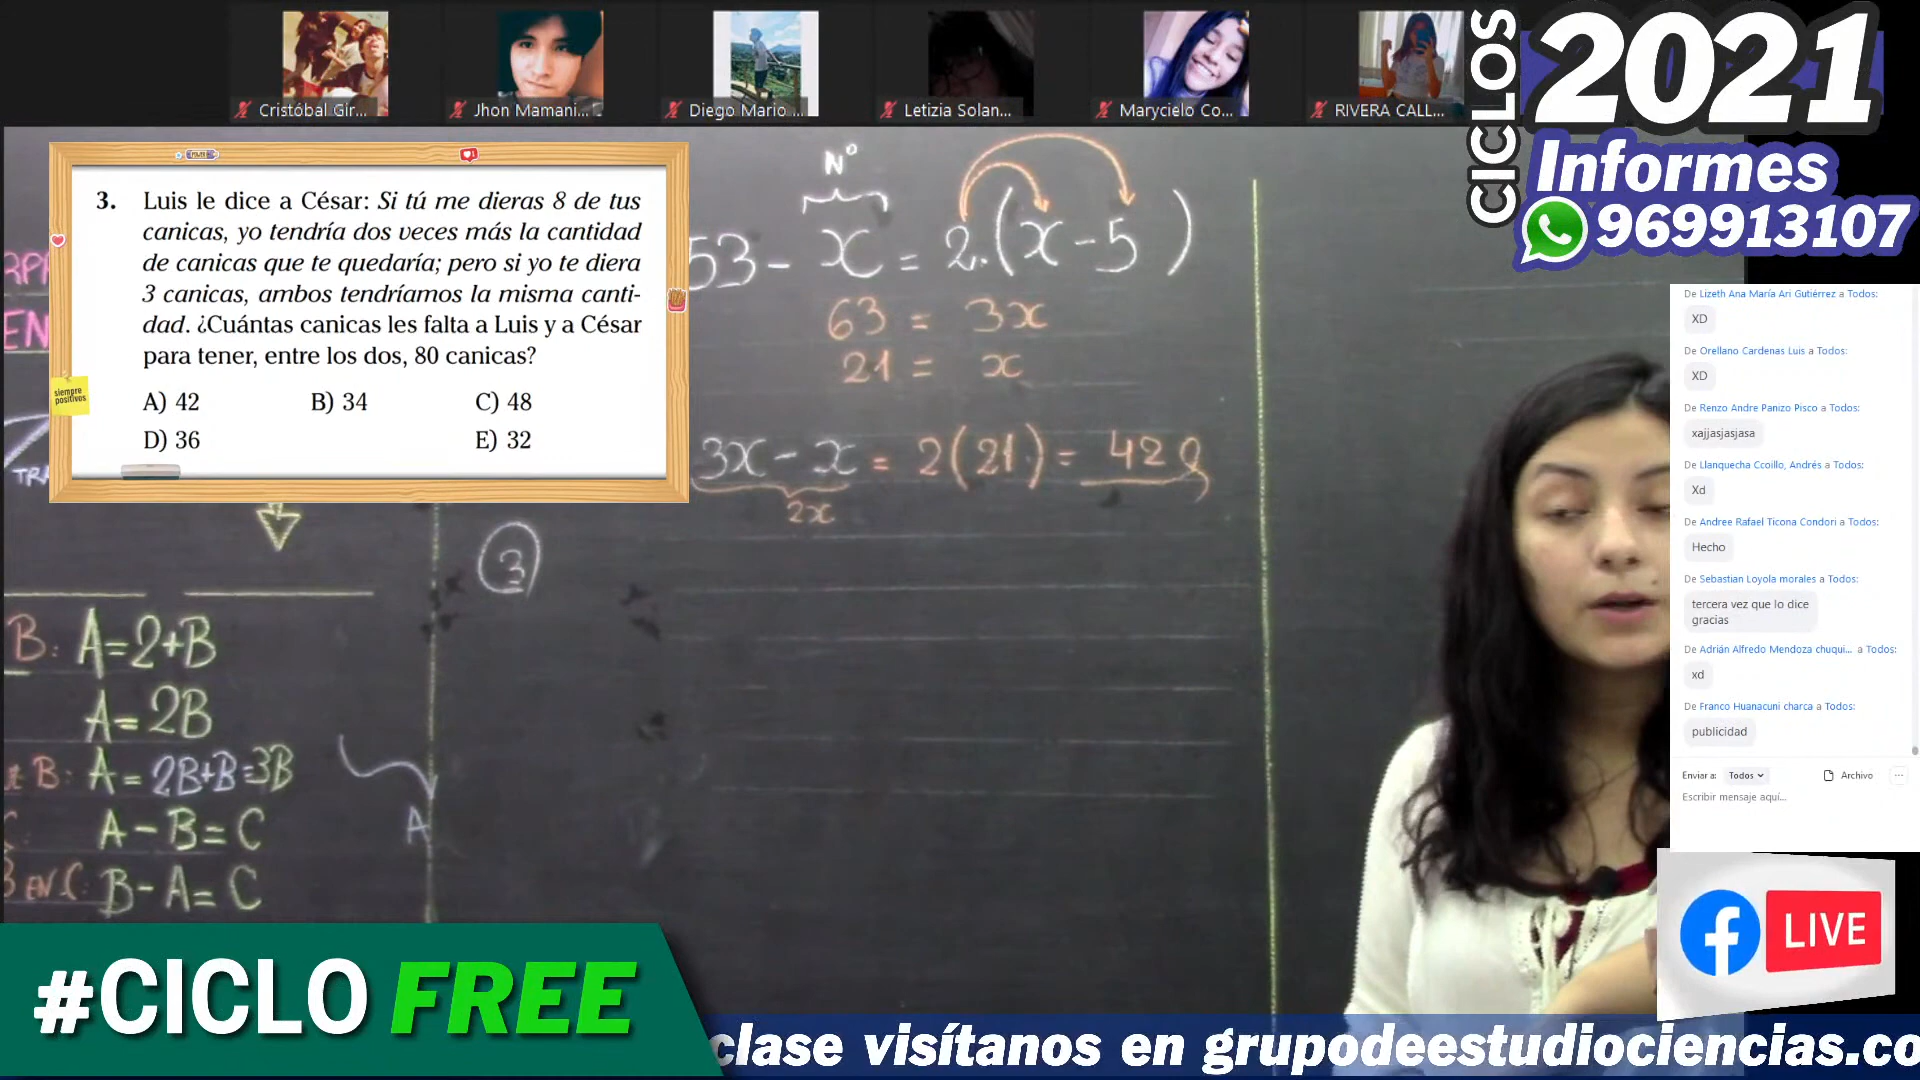 Cristóbal Gir...
Jhon Mamani...
Diego Mario ...
Letizia Solan...
Marycielo Co...
RIVERA CALL...
CICLOS
2021
Informes
969913107
3. Luis le dice a César: Si tú me dieras 8 de tus
canicas, yo tendría dos veces más la cantidad
de canicas que te quedaría; pero si yo te diera
3 canicas, ambos tendríamos la misma canti-
dad. ¿Cuántas canicas les falta a Luis y a César
para tener, entre los dos, 80 canicas?
A) 42 B) 34 C) 48
D) 36 E) 32
siempre
positivos
N°
53 - x = 2.(x-5)
63 = 3x
21 = x
3x - x = 2(21) = 42
2x
3
TRA
EN
B: A=2+B
A=2B
B: A=2B+B=3B
A-B=C
B EN C: B-A=C
A
De Lizeth Ana María Ari Gutiérrez a Todos:
XD
De Orellano Cardenas Luis a Todos:
XD
De Renzo Andre Panizo Pisco a Todos:
xajjasjasjasa
De Llanquecha Ccoillo, Andrés a Todos:
Xd
De Andree Rafael Ticona Condori a Todos:
Hecho
De Sebastian Loyola morales a Todos:
tercera vez que lo dice
gracias
De Adrián Alfredo Mendoza chuqui... a Todos:
xd
De Franco Huanacuni charca a Todos:
publicidad
Enviar a: Todos Archivo ...
Escribir mensaje aquí...
f LIVE
#CICLO FREE
clase visítanos en grupodeestudiociencias.co